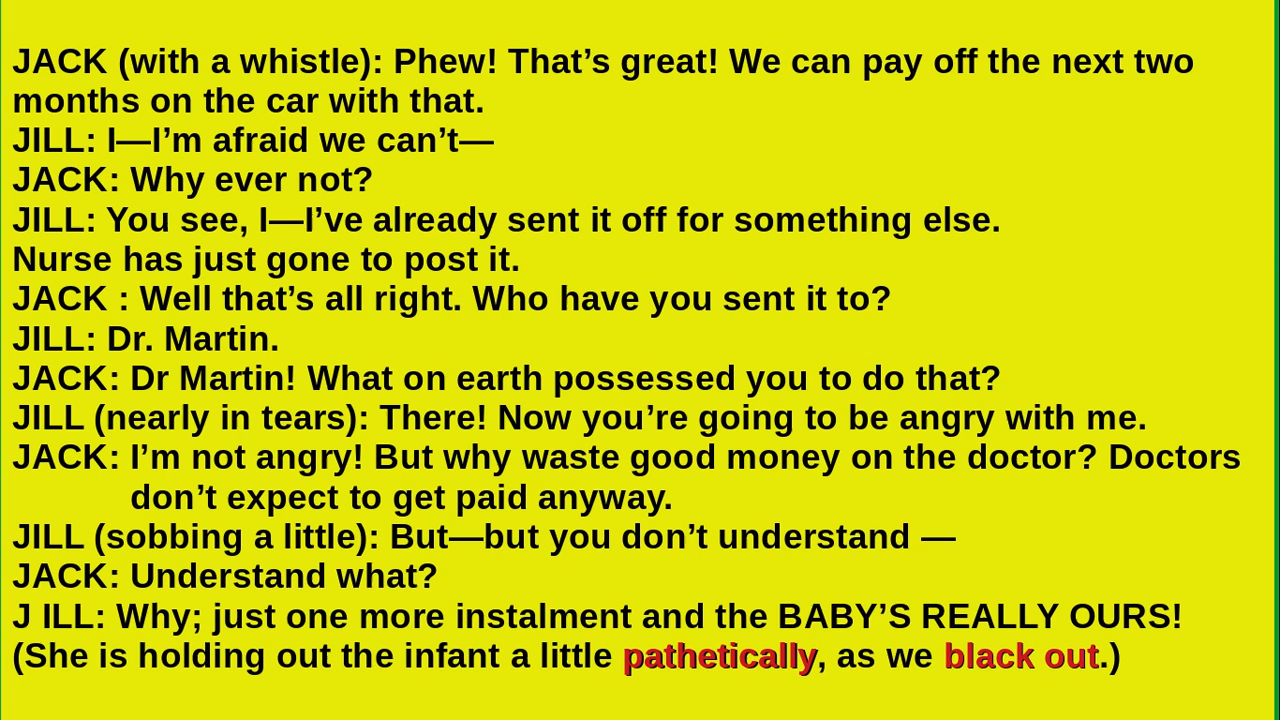 JACK (with a whistle): Phew! That’s great! We can pay off the next two
months on the car with that.
JILL: I—I’m afraid we can’t—
JACK: Why ever not?
JILL: You see, I—I’ve already sent it off for something else.
Nurse has just gone to post it.
JACK : Well that’s all right. Who have you sent it to?
JILL: Dr. Martin.
JACK: Dr Martin! What on earth possessed you to do that?
JILL (nearly in tears): There! Now you’re going to be angry with me.
JACK: I’m not angry! But why waste good money on the doctor? Doctors
don’t expect to get paid anyway.
JILL (sobbing a little): But—but you don’t understand —
JACK: Understand what?
J ILL: Why; just one more instalment and the BABY’S REALLY OURS!
(She is holding out the infant a little pathetically, as we black out.)